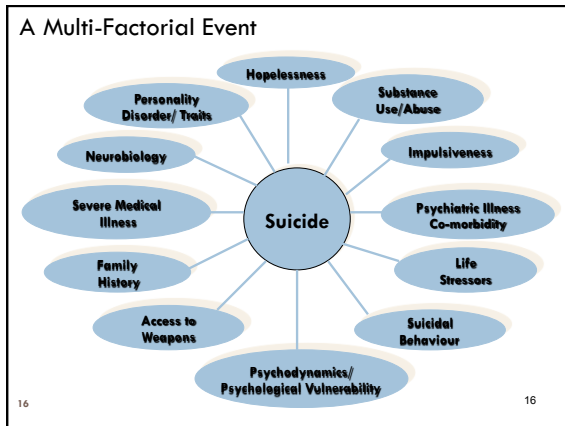 A Multi-Factorial Event
Hopelessness
Substance
Use/Abuse
Impulsiveness
Psychiatric Illness
Co-morbidity
Life
Stressors
Suicidal
Behaviour
Psychodynamics/
Psychological Vulnerability
Access to
Weapons
Family
History
Severe Medical
Illness
Neurobiology
Personality
Disorder/ Traits
Suicide
16
16